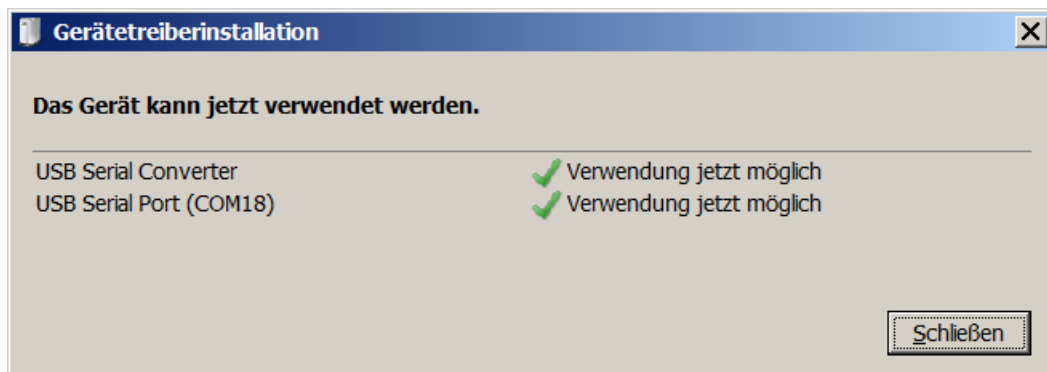 Gerätetreiberinstallation
Das Gerät kann jetzt verwendet werden.
USB Serial Converter Verwendung jetzt möglich
USB Serial Port (COM18) Verwendung jetzt möglich
Schließen